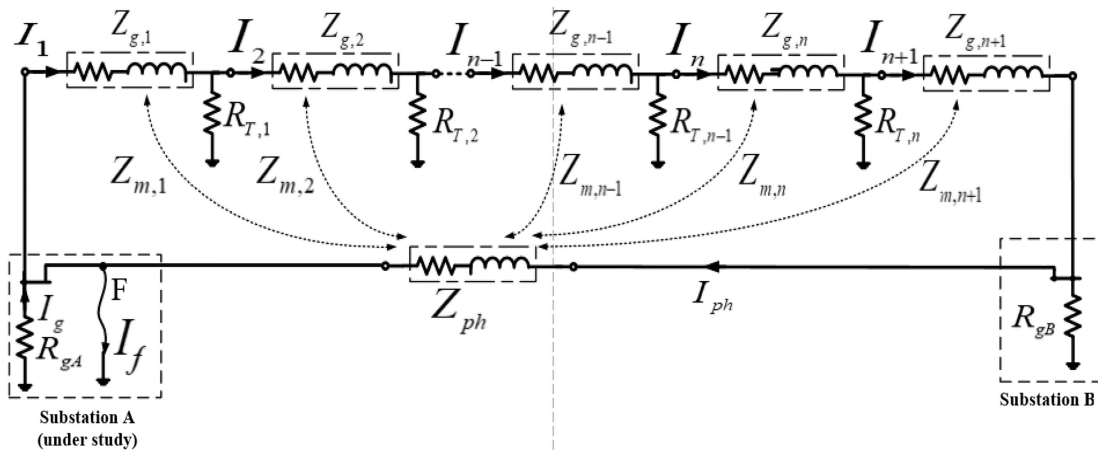 I1 Zg,1 I2 Zg,2 In-1 Zg,n-1 In Zg,n In+1 Zg,n+1
RT,1 RT,2 RT,n-1 RT,n
Zm,1 Zm,2 Zm,n-1 Zm,n Zm,n+1
F
Ig If Zph Iph RgB
RgA
Substation A
(under study)
Substation B